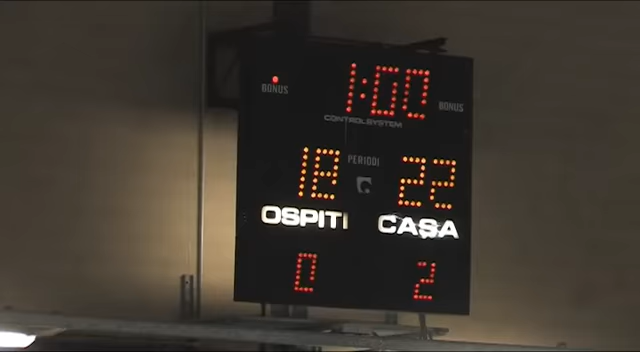 1:00
BONUS BONUS
CONTROLSYSTEM
PERIODI
18 22
OSPITI CASA
0 2